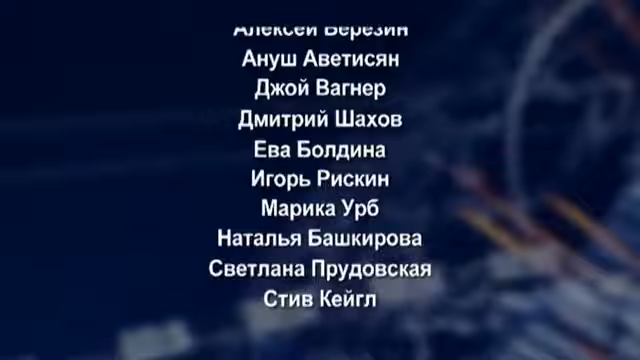 Алексей Березин
Ануш Аветисян
Джой Вагнер
Дмитрий Шахов
Ева Болдина
Игорь Рискин
Марика Урб
Наталья Башкирова
Светлана Прудовская
Стив Кейгл